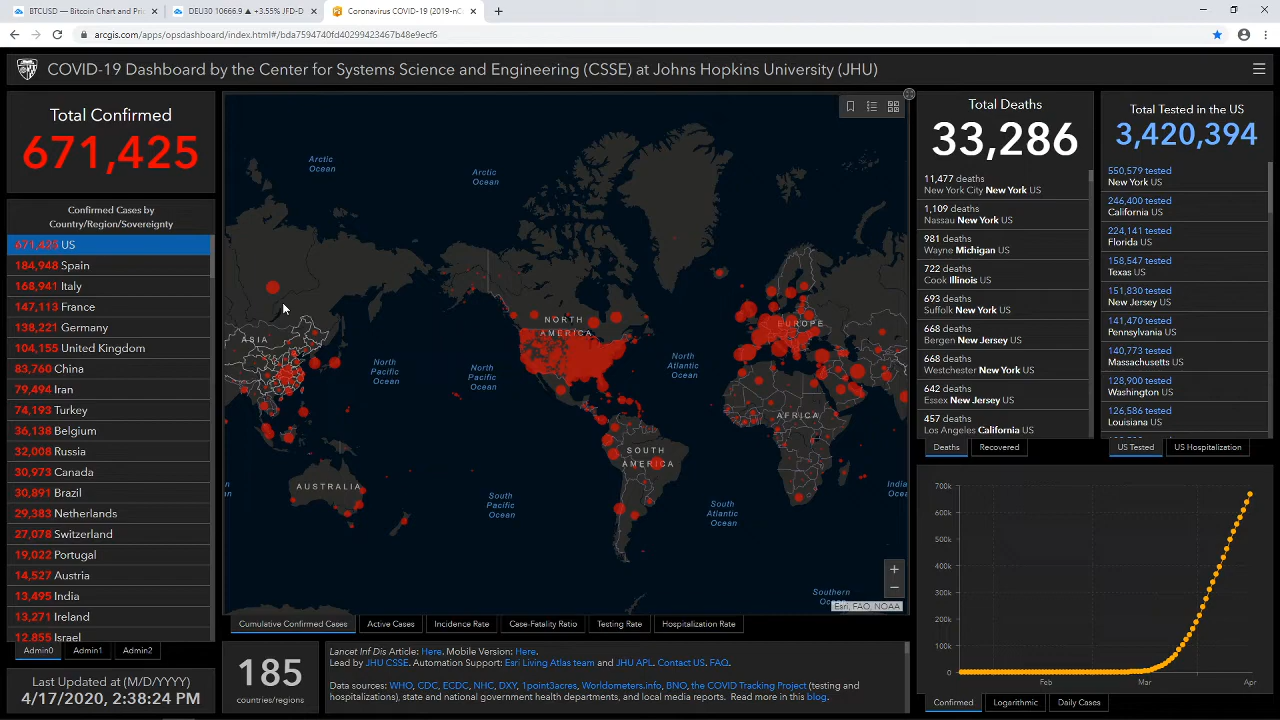 BTCUSD — Bitcoin Chart and Pric
DEU30 10666.9 ▲ +3.55% JFD-D
Coronavirus COVID-19 (2019-nC
arcgis.com/apps/opsdashboard/index.html#/bda7594740fd40299423467b48e9ecf6
COVID-19 Dashboard by the Center for Systems Science and Engineering (CSSE) at Johns Hopkins University (JHU)
Total Confirmed
671,425
Confirmed Cases by
Country/Region/Sovereignty
671,425 US
184,948 Spain
168,941 Italy
147,113 France
138,221 Germany
104,155 United Kingdom
83,760 China
79,494 Iran
74,193 Turkey
36,138 Belgium
32,008 Russia
30,973 Canada
30,891 Brazil
29,383 Netherlands
27,078 Switzerland
19,022 Portugal
14,527 Austria
13,495 India
13,271 Ireland
12,855 Israel
Admin0 Admin1 Admin2
Last Updated at (M/D/YYYY)
4/17/2020, 2:38:24 PM
Arctic
Ocean
Arctic
Ocean
NORTH
AMERICA
EUROPE
ASIA
North
Pacific
Ocean
North
Pacific
Ocean
North
Atlantic
Ocean
AFRICA
SOUTH
AMERICA
AUSTRALIA
India
Ocea
South
Pacific
Ocean
South
Atlantic
Ocean
Southern
Ocean
+
−
Esri, FAO, NOAA
Cumulative Confirmed Cases Active Cases Incidence Rate Case-Fatality Ratio Testing Rate Hospitalization Rate
185
countries/regions
Lancet Inf Dis Article: Here. Mobile Version: Here.
Lead by JHU CSSE. Automation Support: Esri Living Atlas team and JHU APL. Contact US. FAQ.
Data sources: WHO, CDC, ECDC, NHC, DXY, 1point3acres, Worldometers.info, BNO, the COVID Tracking Project (testing and
hospitalizations), state and national government health departments, and local media reports. Read more in this blog.
Total Deaths
33,286
11,477 deaths
New York City New York US
1,109 deaths
Nassau New York US
981 deaths
Wayne Michigan US
722 deaths
Cook Illinois US
693 deaths
Suffolk New York US
668 deaths
Bergen New Jersey US
668 deaths
Westchester New York US
642 deaths
Essex New Jersey US
457 deaths
Los Angeles California US
Deaths Recovered
Total Tested in the US
3,420,394
550,579 tested
New York US
246,400 tested
California US
224,141 tested
Florida US
158,547 tested
Texas US
151,830 tested
New Jersey US
141,470 tested
Pennsylvania US
140,773 tested
Massachusetts US
128,900 tested
Washington US
126,586 tested
Louisiana US
US Tested US Hospitalization
700k
600k
500k
400k
300k
200k
100k
0
Feb Mar Apr
Confirmed Logarithmic Daily Cases